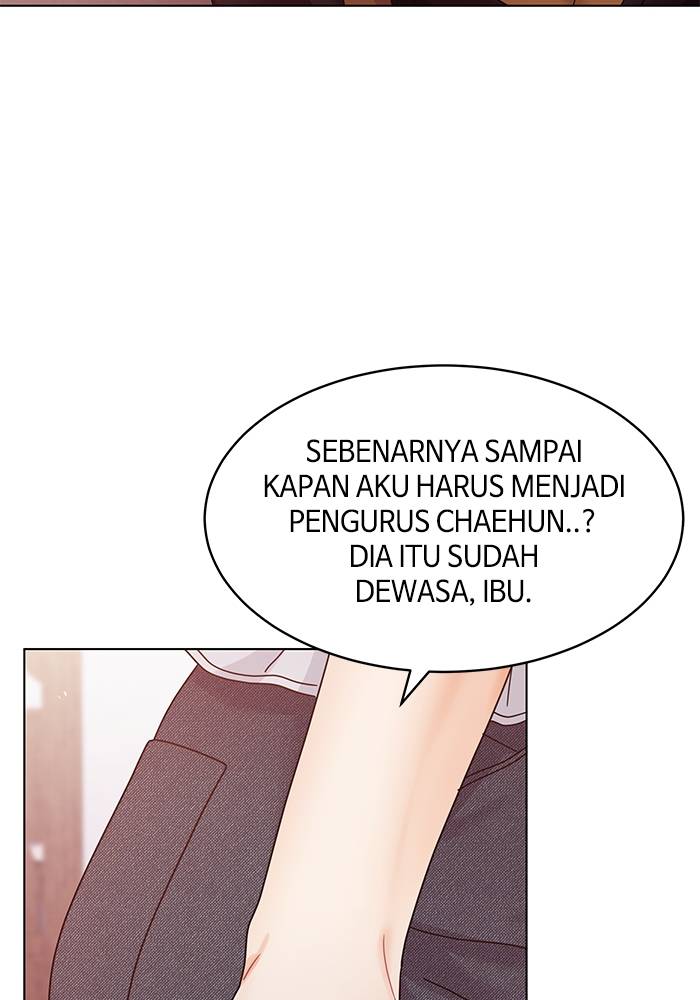 SEBENARNYA SAMPAI
KAPAN AKU HARUS MENJADI
PENGURUS CHAEHUN..?
DIA ITU SUDAH
DEWASA, IBU.